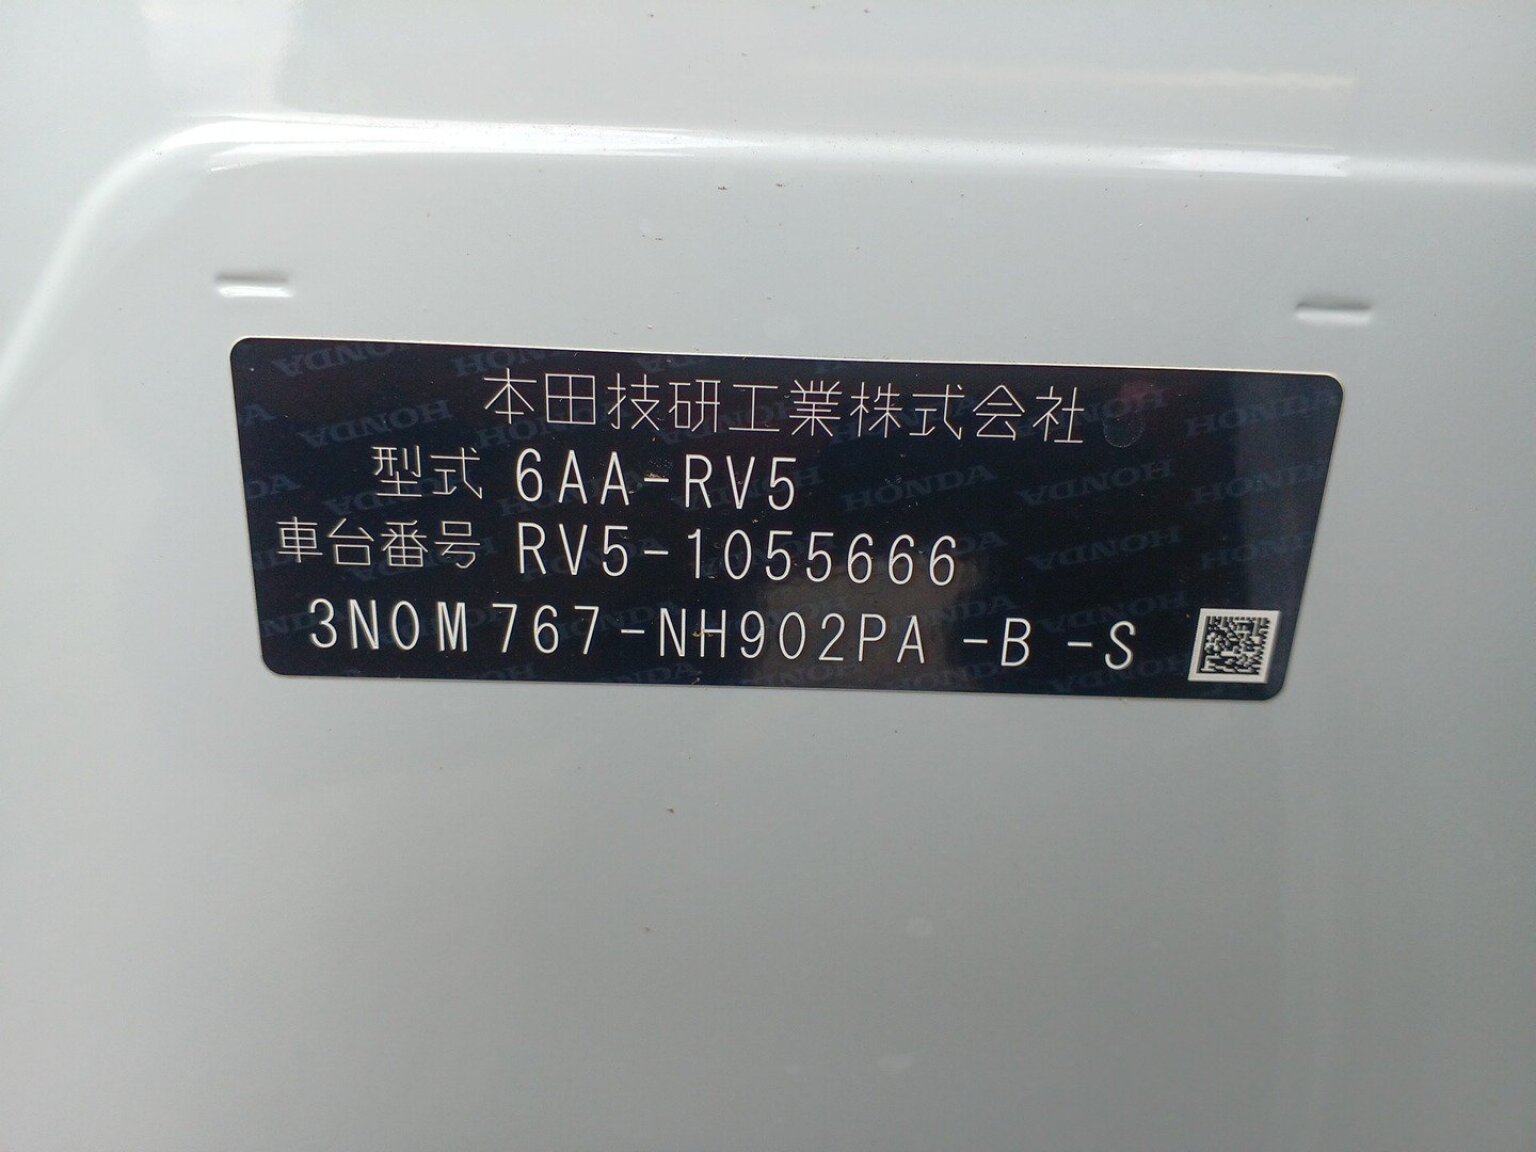 本田技研工業株式会社
型式 6AA-RV5
車台番号 RV5-1055666
3N0M767-NH902PA -B -S